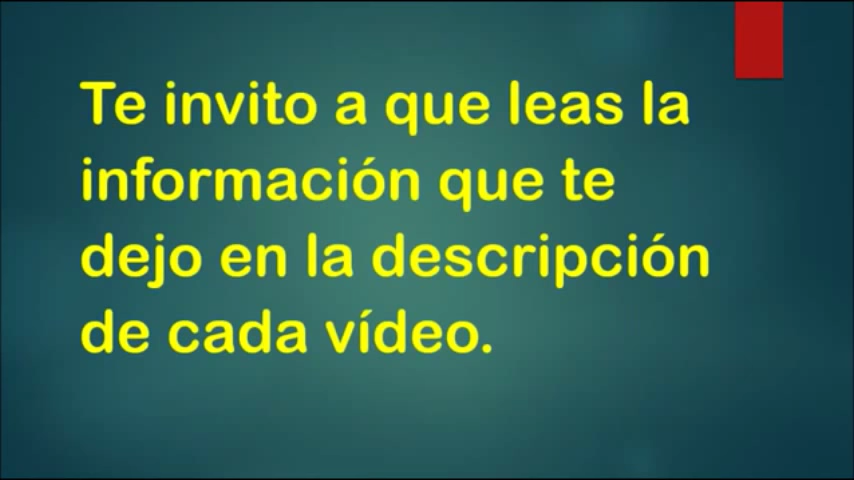 Te invito a que leas la
información que te
dejo en la descripción
de cada vídeo.